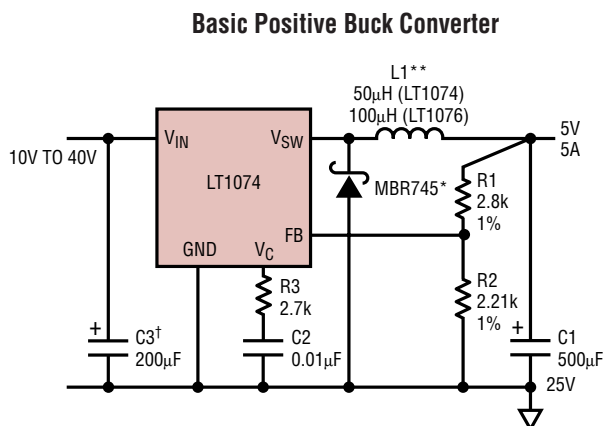 Basic Positive Buck Converter
L1**
50µH (LT1074)
100µH (LT1076)
10V TO 40V
VIN
VSW
5V
5A
LT1074
MBR745*
R1
2.8k
1%
FB
GND
VC
R3
2.7k
R2
2.21k
1%
+
C3†
200µF
C2
0.01µF
+
C1
500µF
25V